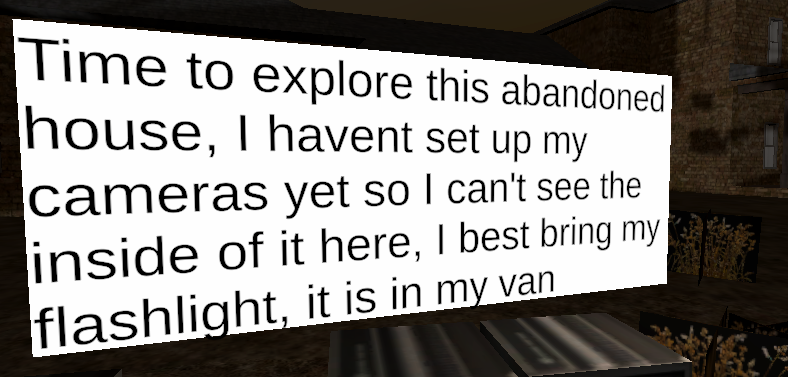 Time to explore this abandoned
house, I havent set up my
cameras yet so I can't see the
inside of it here, I best bring my
flashlight, it is in my van